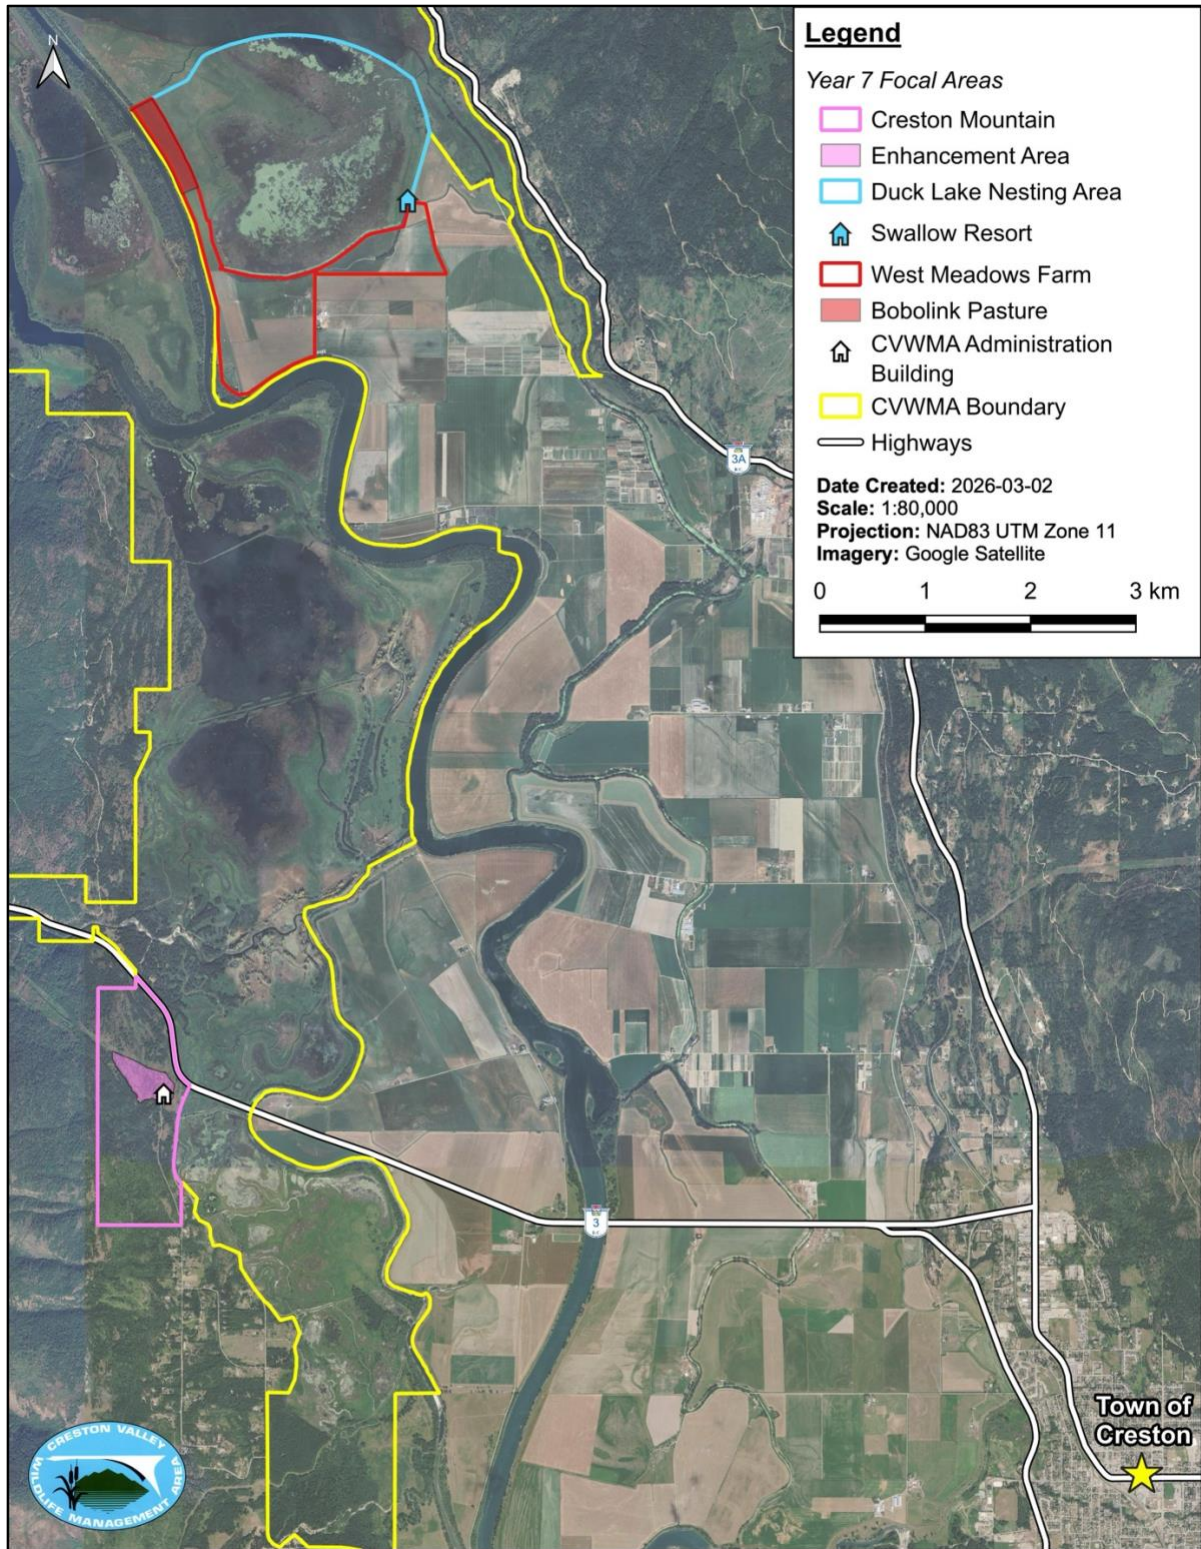 N
Legend
Year 7 Focal Areas
Creston Mountain
Enhancement Area
Duck Lake Nesting Area
Swallow Resort
West Meadows Farm
Bobolink Pasture
CVWMA Administration
Building
CVWMA Boundary
Highways
Date Created: 2026-03-02
Scale: 1:80,000
Projection: NAD83 UTM Zone 11
Imagery: Google Satellite
0 1 2 3 km
3A
3
Town of
Creston
CRESTON VALLEY
WILDLIFE MANAGEMENT AREA